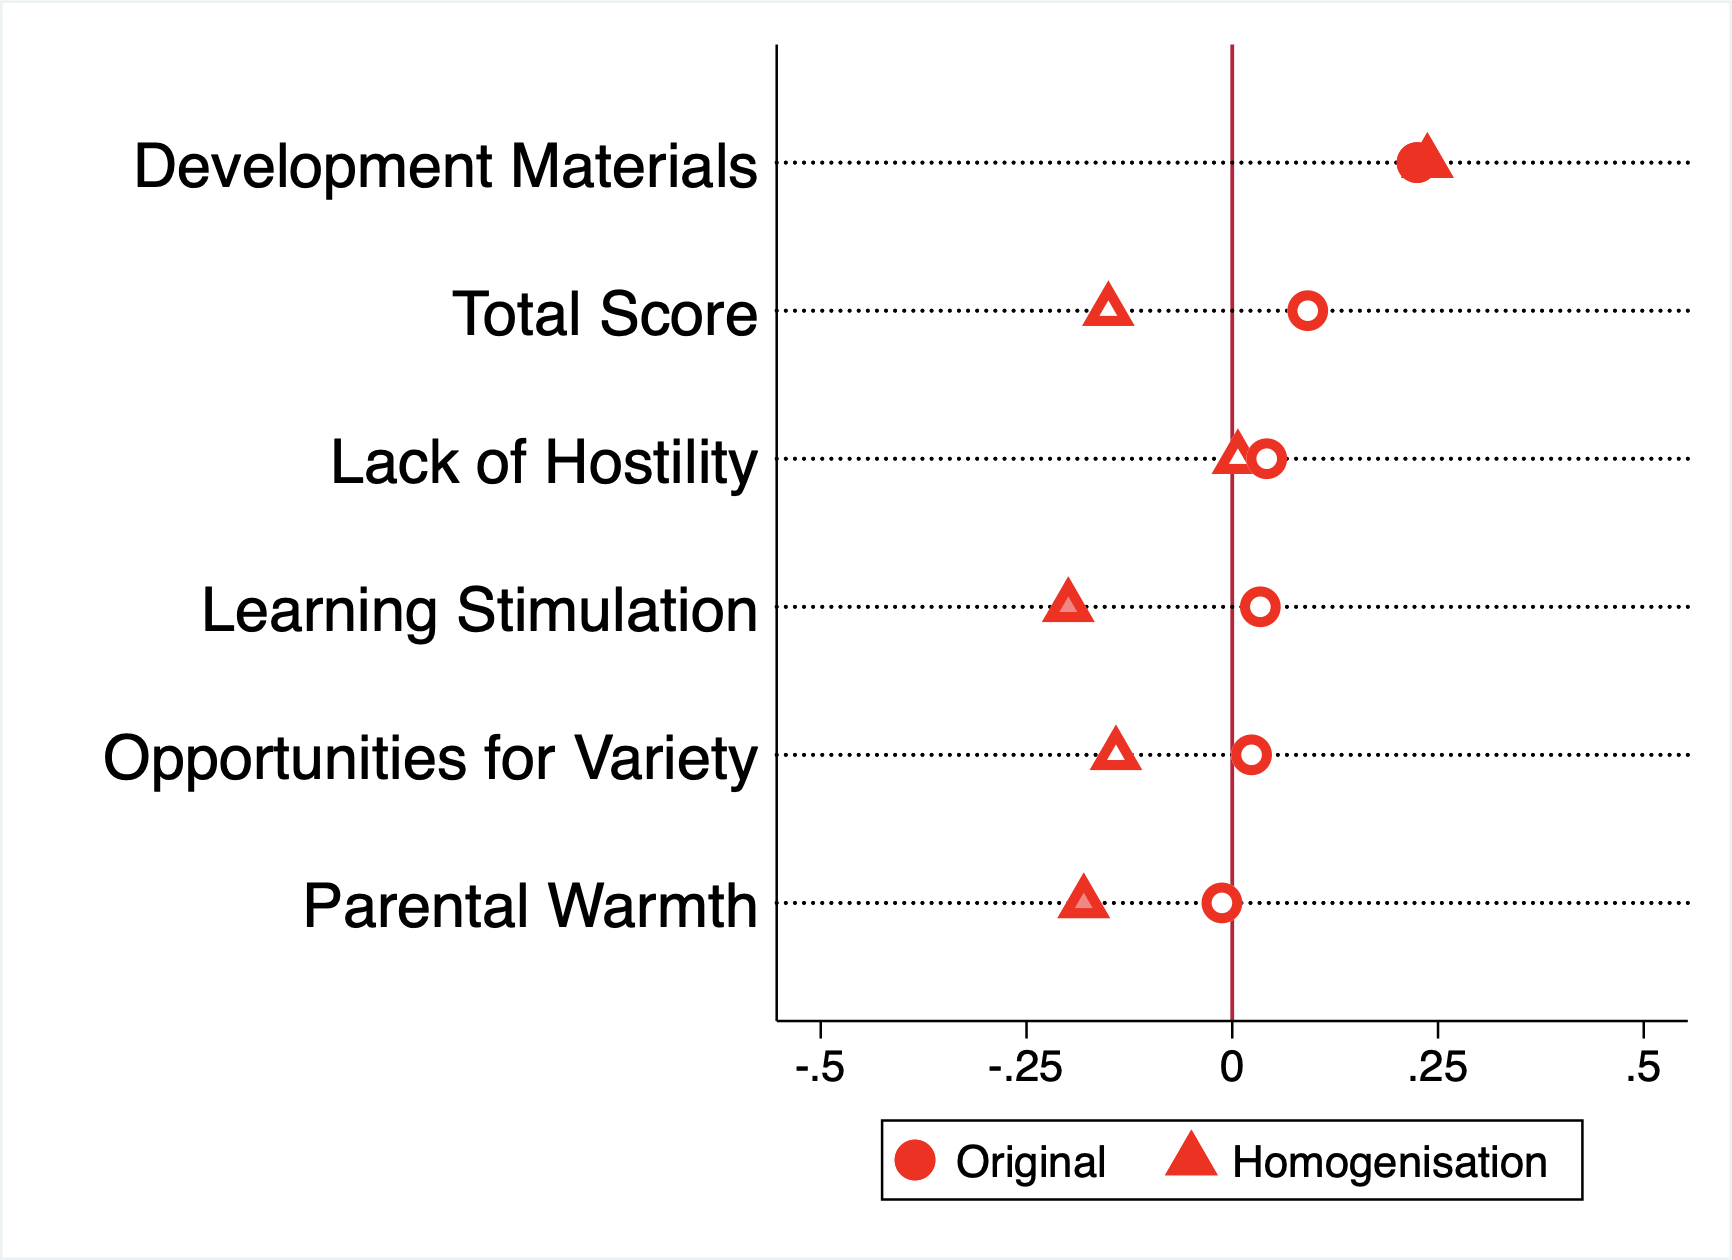 Development Materials
Total Score
Lack of Hostility
Learning Stimulation
Opportunities for Variety
Parental Warmth
-.5 -.25 0 .25 .5
Original Homogenisation